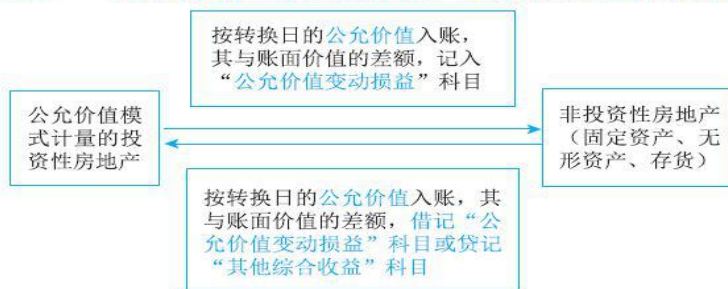 按转换日的公允价值入账，
其与账面价值的差额，记入
“公允价值变动损益”科目
公允价值模
式计量的投
资性房地产
非投资性房地产
（固定资产、无
形资产、存货）
按转换日的公允价值入账，其
与账面价值的差额，借记“公
允价值变动损益”科目或贷记
“其他综合收益”科目